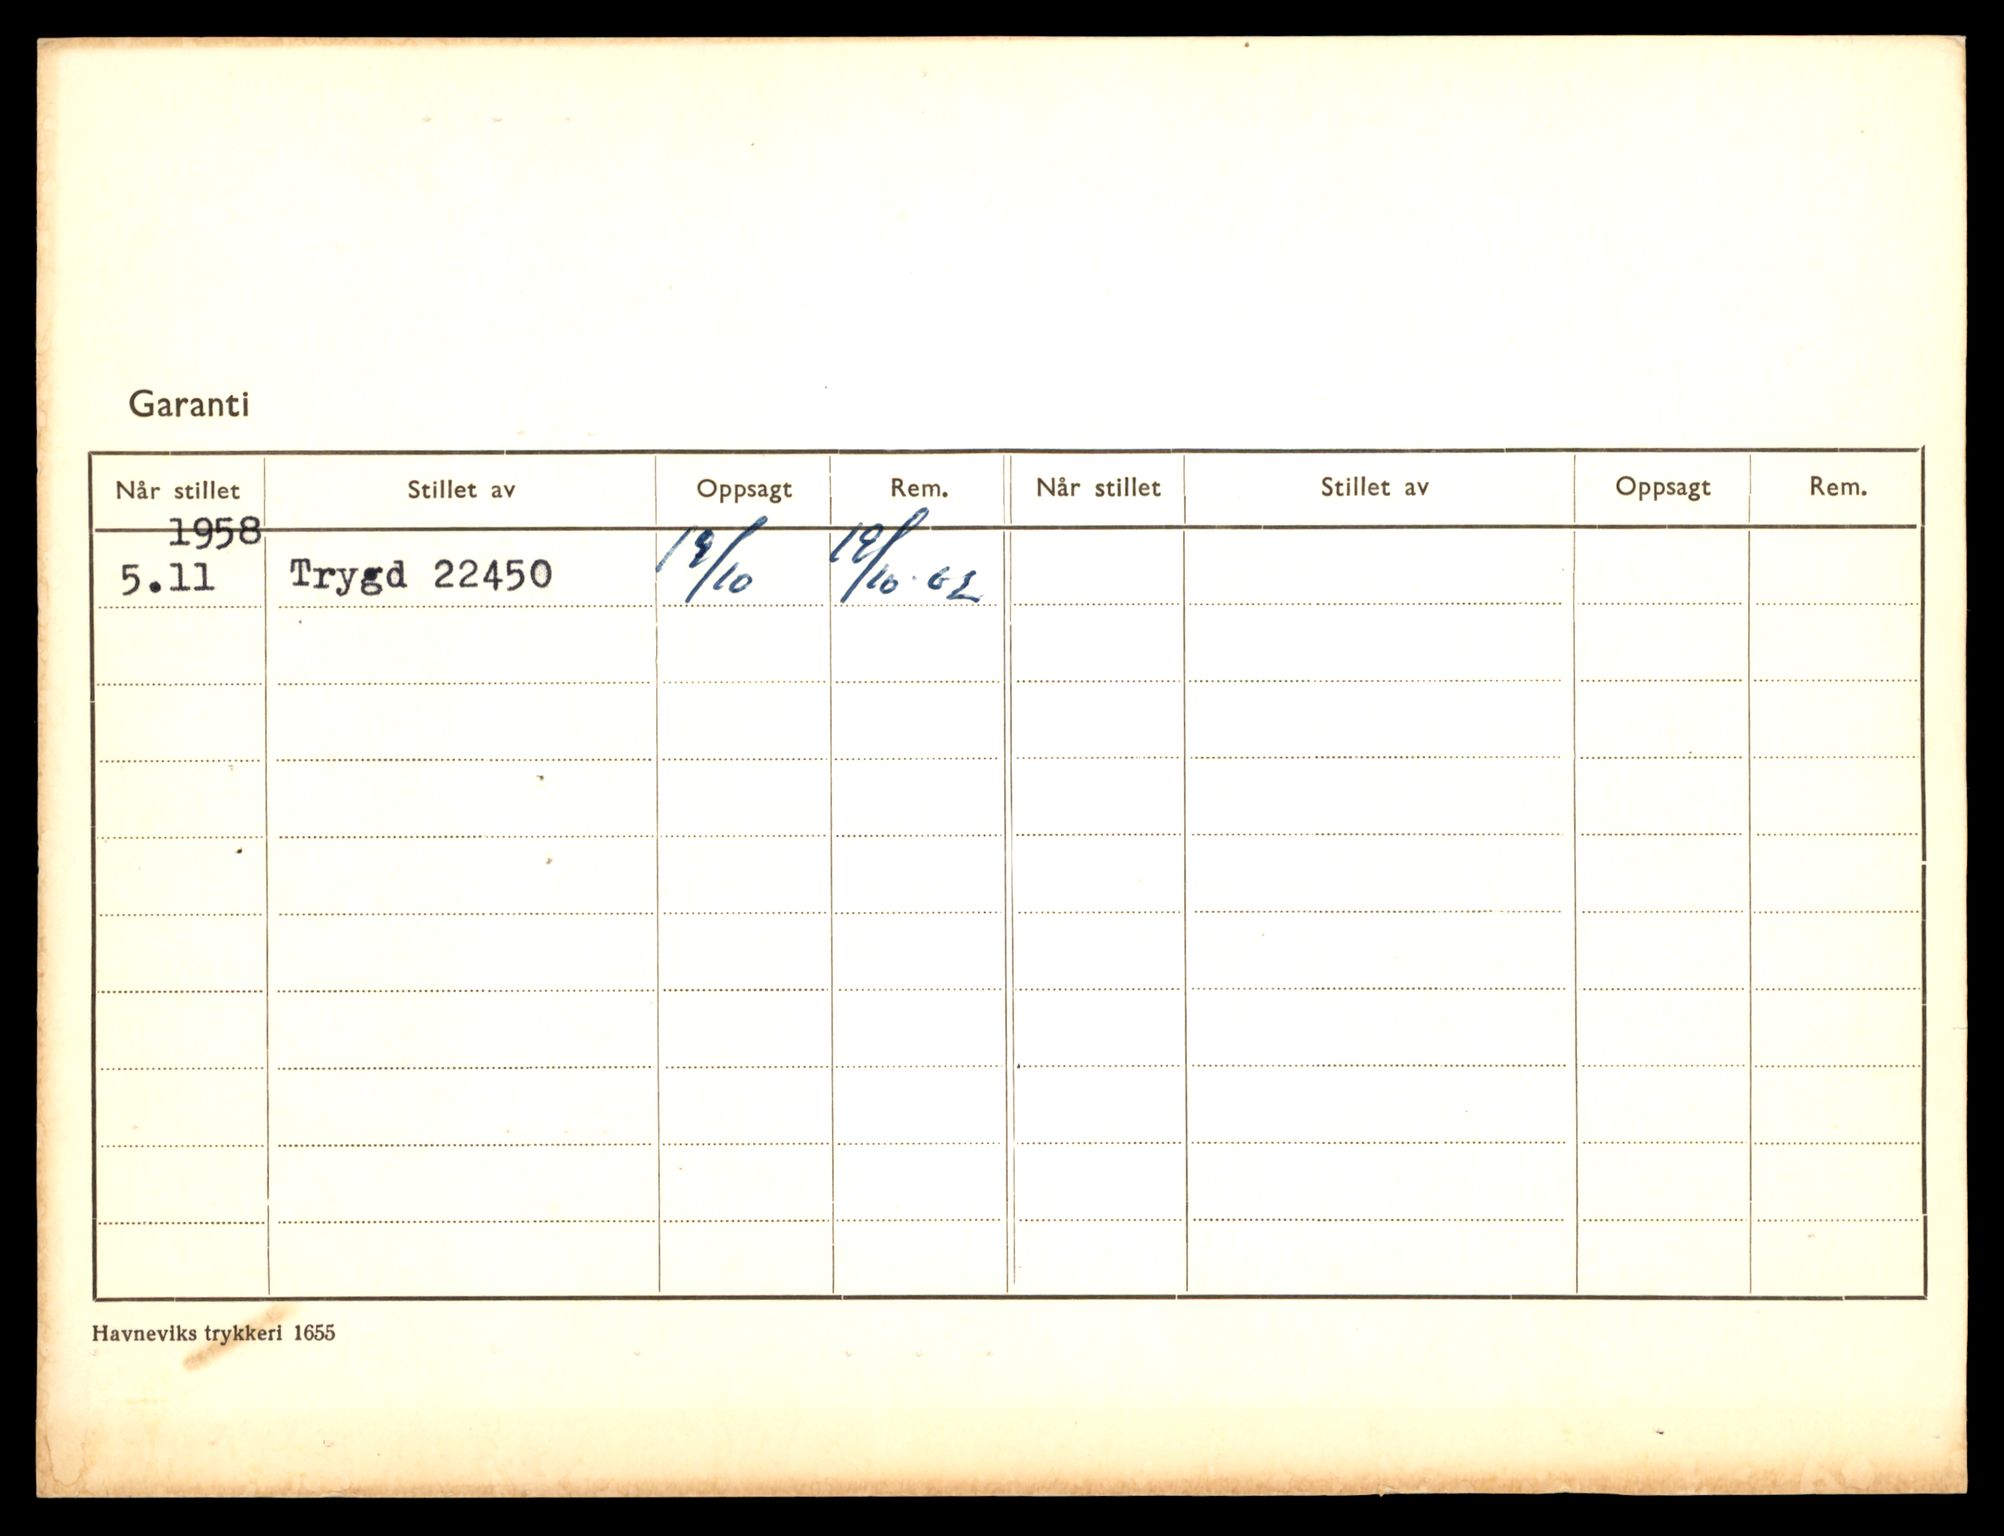 Garanti
Når stillet Stillet av Oppsagt Rem. Når stillet Stillet av Oppsagt Rem.
1958
5.11 Trygd 22450 19/10 19/10.62
Havneviks trykkeri 1655